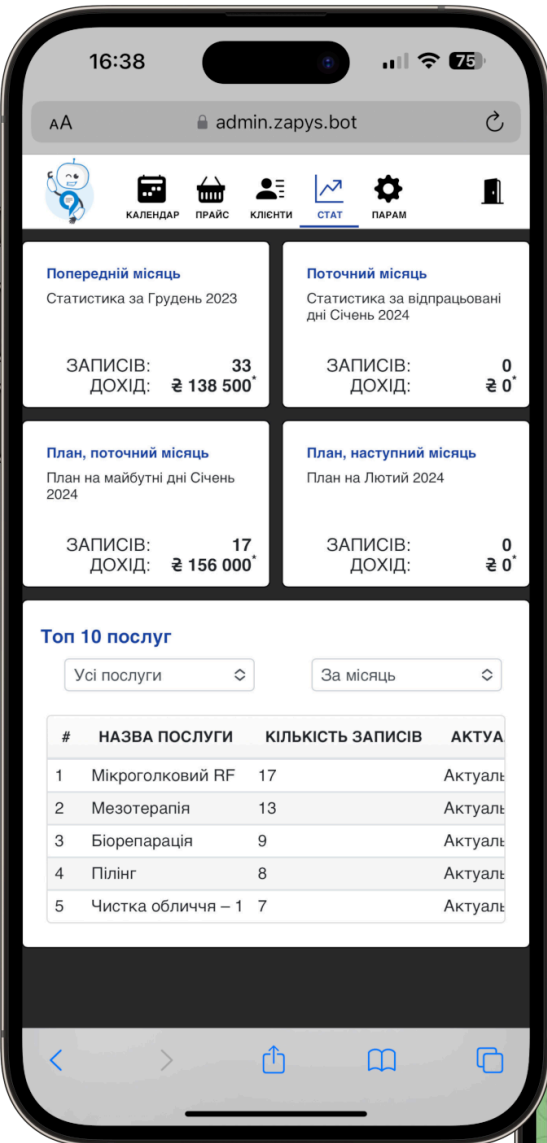 16:38
75
AA
admin.zapys.bot
КАЛЕНДАР
ПРАЙС
КЛІЄНТИ
СТАТ
ПАРАМ
Попередній місяць
Статистика за Грудень 2023
ЗАПИСІВ: 33
ДОХІД: ₴ 138 500*
Поточний місяць
Статистика за відпрацьовані
дні Січень 2024
ЗАПИСІВ: 0
ДОХІД: ₴ 0*
План, поточний місяць
План на майбутні дні Січень
2024
ЗАПИСІВ: 17
ДОХІД: ₴ 156 000*
План, наступний місяць
План на Лютий 2024
ЗАПИСІВ: 0
ДОХІД: ₴ 0*
Топ 10 послуг
Усі послуги
За місяць
# НАЗВА ПОСЛУГИ КІЛЬКІСТЬ ЗАПИСІВ АКТУА
1 Мікроголковий RF 17 Актуаль
2 Мезотерапія 13 Актуаль
3 Біорепарація 9 Актуаль
4 Пілінг 8 Актуаль
5 Чистка обличчя – 1 7 Актуаль